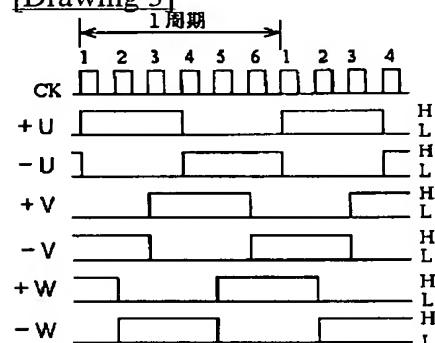 [Drawing 3]
1周期
1 2 3 4 5 6 1 2 3 4
CK
+U H
L
-U H
L
+V H
L
-V H
L
+W H
L
-W H
L